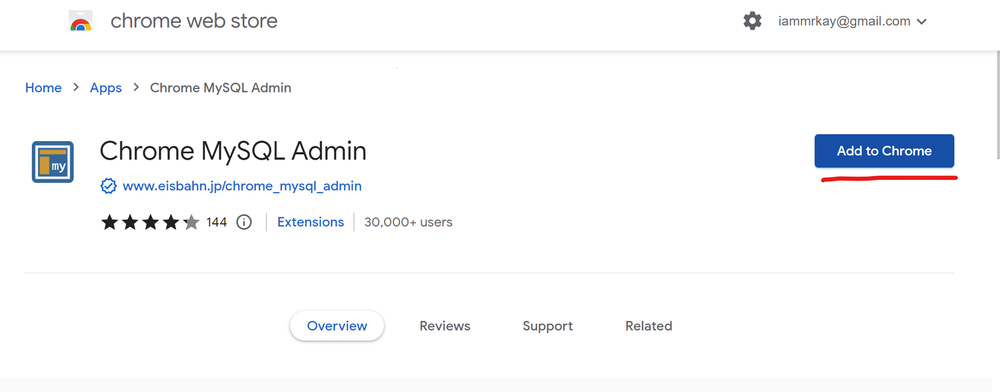 chrome web store
iammrkay@gmail.com
Home > Apps > Chrome MySQL Admin
my
Chrome MySQL Admin
Add to Chrome
www.eisbahn.jp/chrome_mysql_admin
144
Extensions
30,000+ users
Overview
Reviews
Support
Related